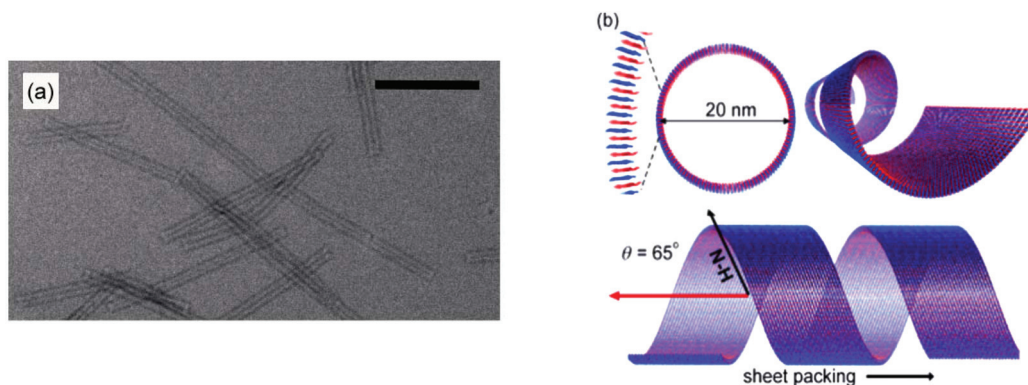 (a)
(b)
20 nm
θ = 65°
N-H
sheet packing